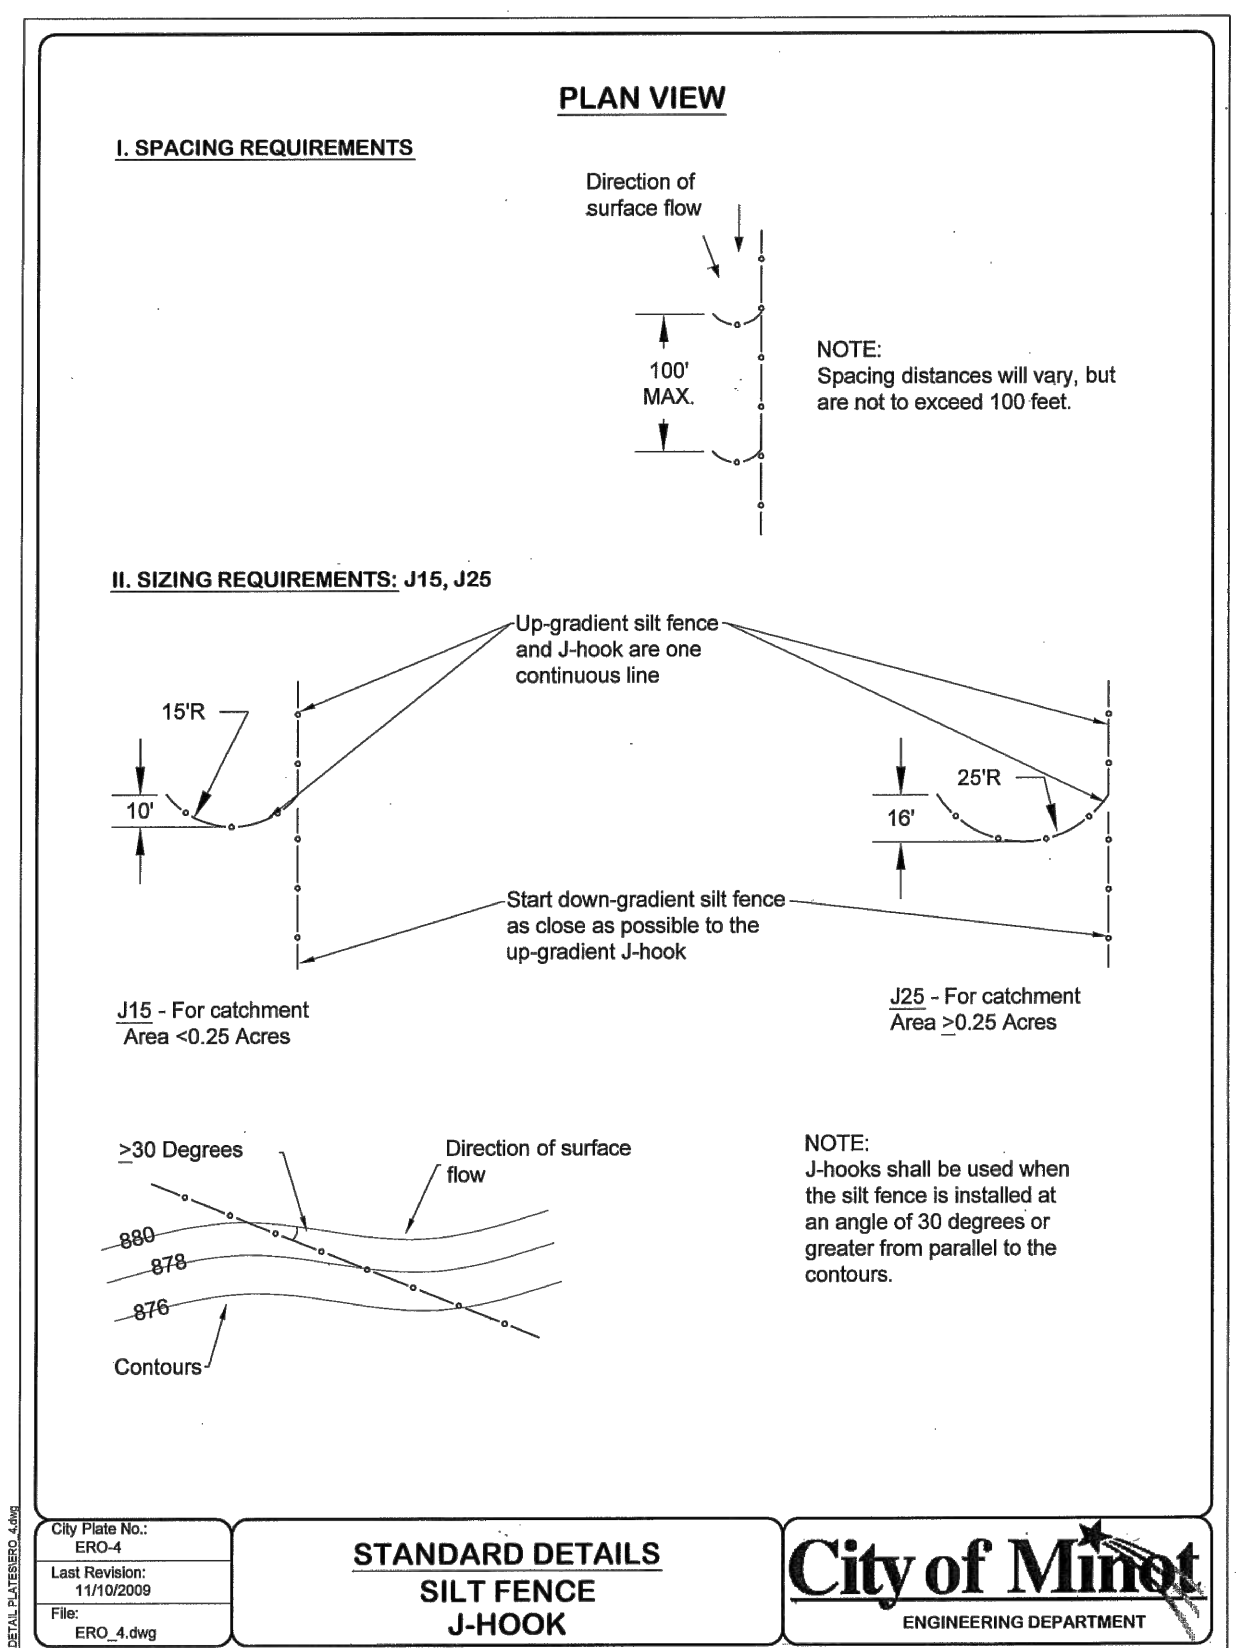 PLAN VIEW
I. SPACING REQUIREMENTS
Direction of
surface flow
100'
MAX.
NOTE:
Spacing distances will vary, but
are not to exceed 100 feet.
II. SIZING REQUIREMENTS: J15, J25
Up-gradient silt fence
and J-hook are one
continuous line
15'R
10'
25'R
16'
Start down-gradient silt fence
as close as possible to the
up-gradient J-hook
J15 - For catchment
Area <0.25 Acres
J25 - For catchment
Area ≥0.25 Acres
≥30 Degrees
Direction of surface
flow
880
878
876
Contours
NOTE:
J-hooks shall be used when
the silt fence is installed at
an angle of 30 degrees or
greater from parallel to the
contours.
DETAIL PLATES\ERO_4.dwg
City Plate No.:
ERO-4
Last Revision:
11/10/2009
File:
ERO_4.dwg
STANDARD DETAILS
SILT FENCE
J-HOOK
City of Minot
ENGINEERING DEPARTMENT